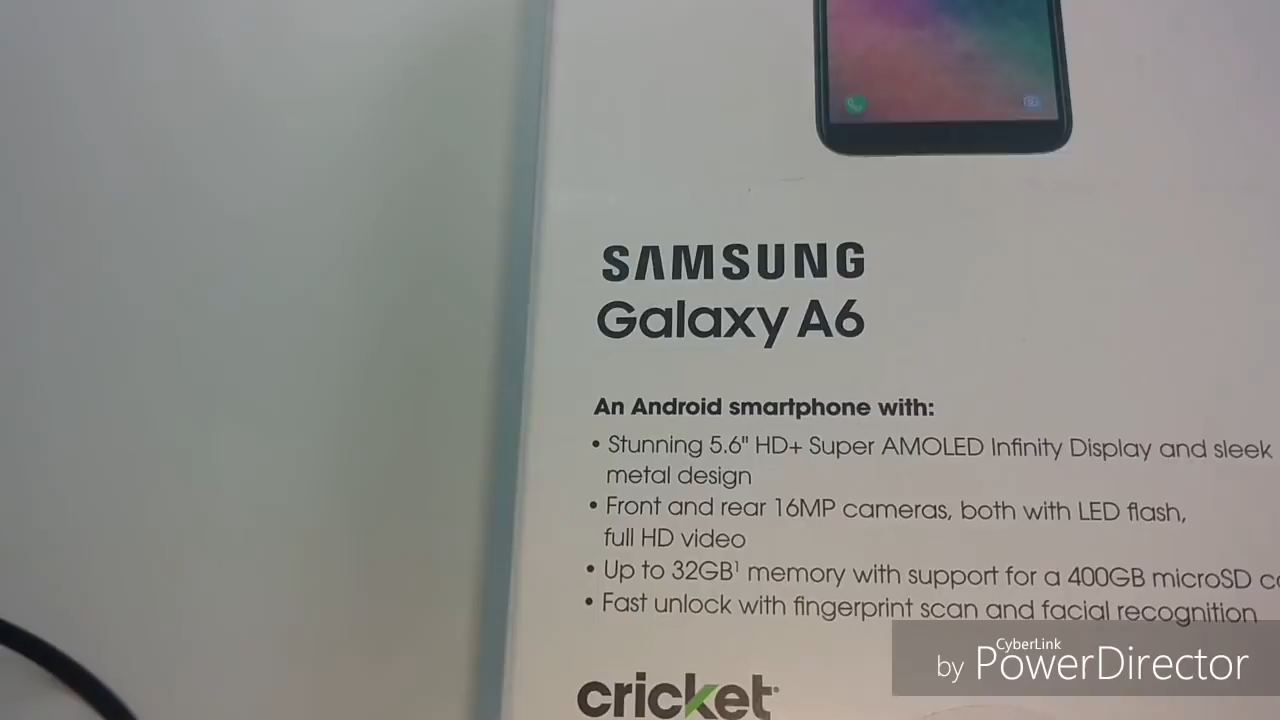 SAMSUNG
Galaxy A6
An Android smartphone with:
• Stunning 5.6" HD+ Super AMOLED Infinity Display and sleek
metal design
• Front and rear 16MP cameras, both with LED flash,
full HD video
• Up to 32GB¹ memory with support for a 400GB microSD
• Fast unlock with fingerprint scan and facial recognition
cricket
CyberLink
by PowerDirector